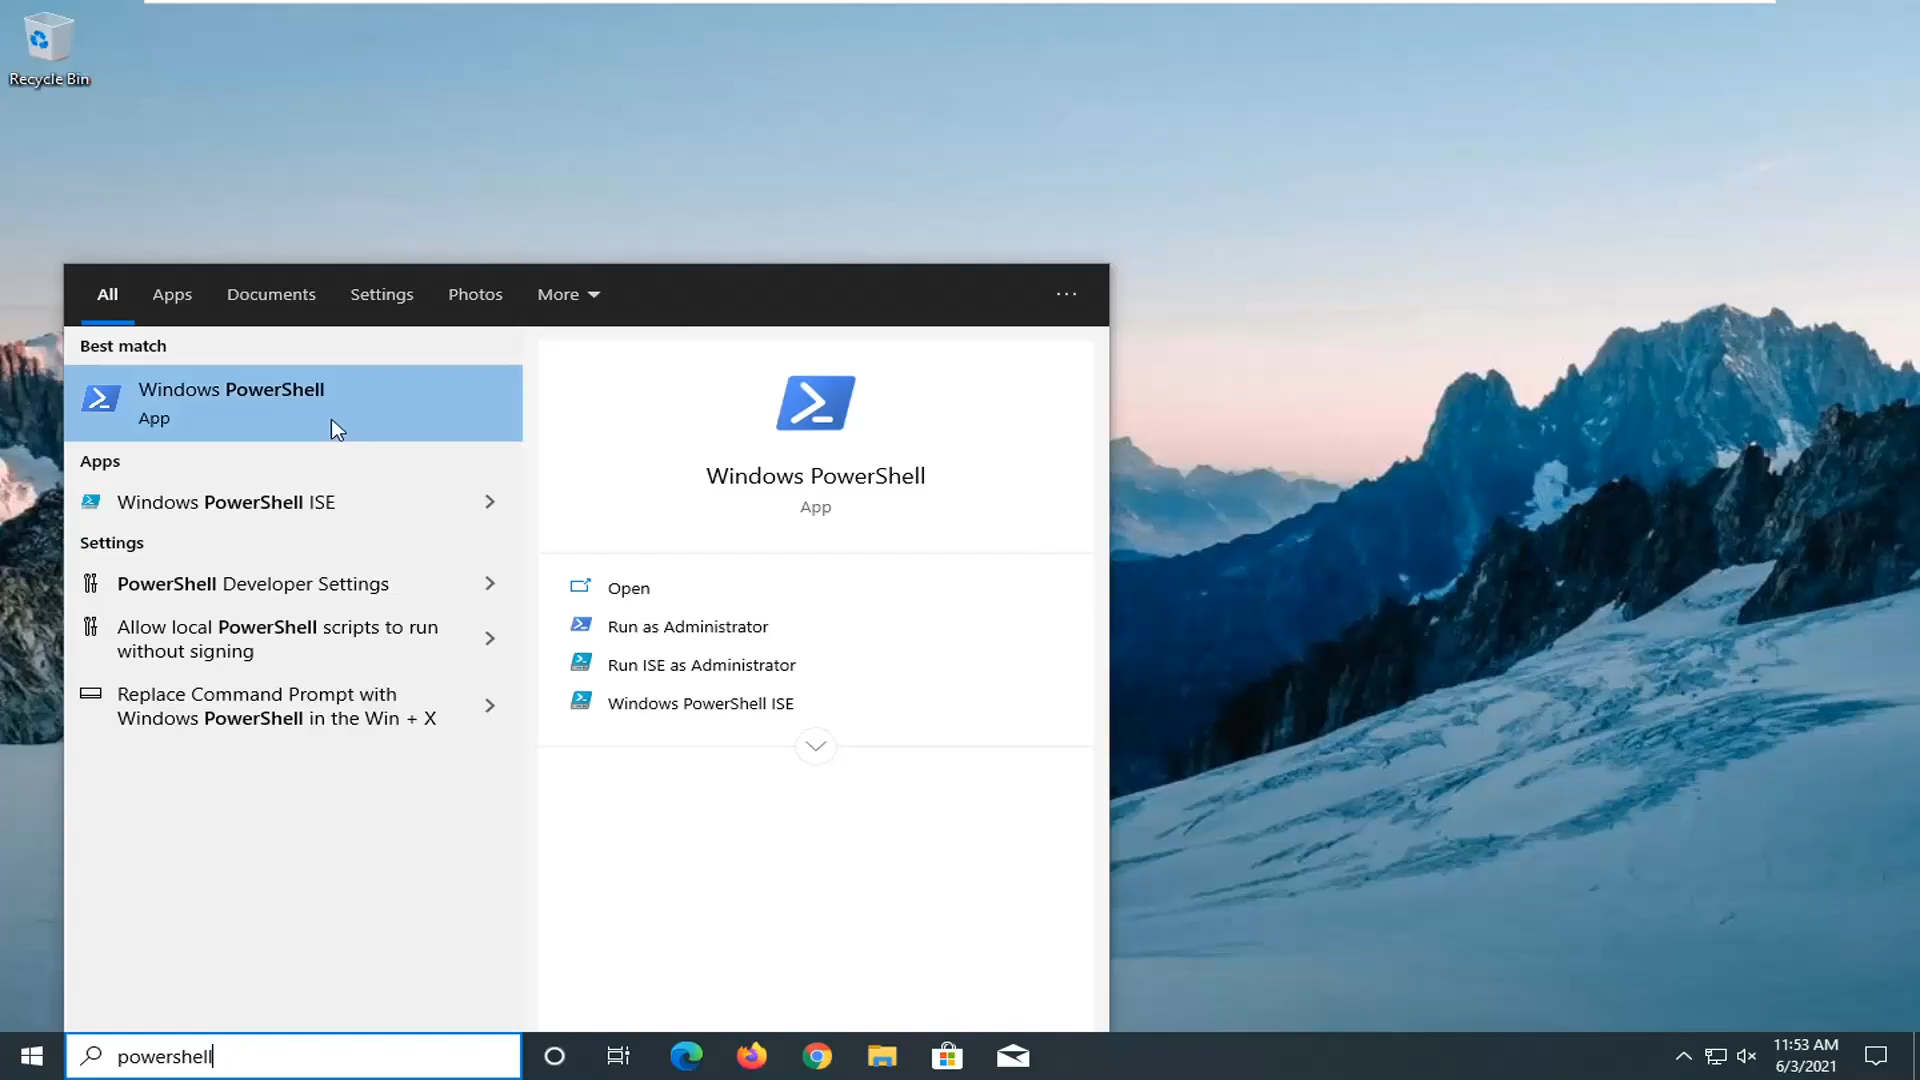 Recycle Bin
All Apps Documents Settings Photos More ...
Best match
Windows PowerShell
App
Apps
Windows PowerShell ISE
Settings
PowerShell Developer Settings
Allow local PowerShell scripts to run
without signing
Replace Command Prompt with
Windows PowerShell in the Win + X
Windows PowerShell
App
Open
Run as Administrator
Run ISE as Administrator
Windows PowerShell ISE
powershell
11:53 AM
6/3/2021